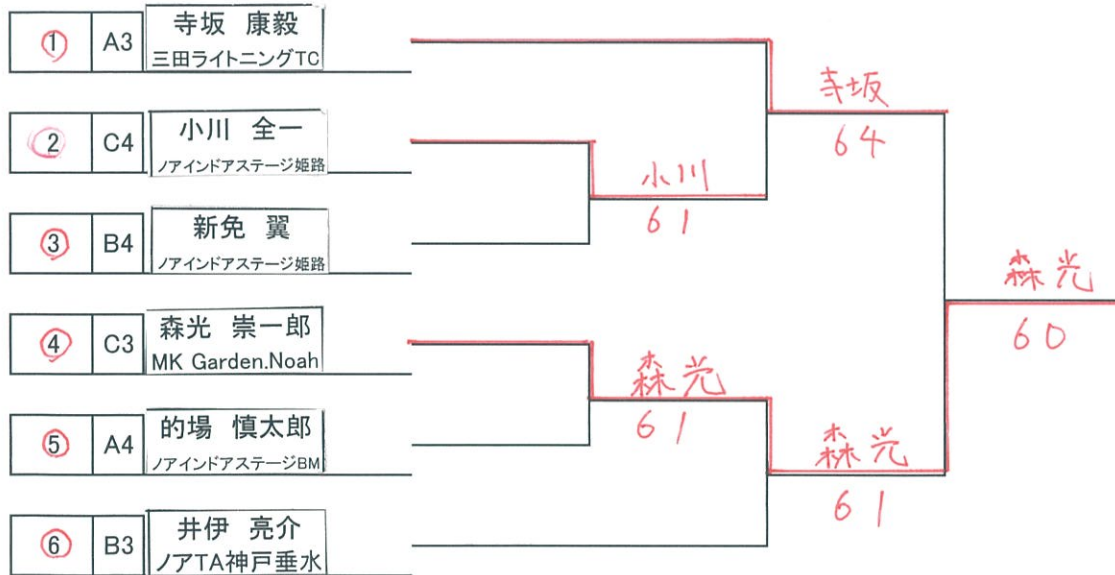 ① A3 寺坂 康毅
三田ライトニングTC
② C4 小川 全一
ノアインドアステージ姫路
③ B4 新免 翼
ノアインドアステージ姫路
④ C3 森光 崇一郎
MK Garden.Noah
⑤ A4 的場 慎太郎
ノアインドアステージBM
⑥ B3 井伊 亮介
ノアTA神戸垂水
小川
61
森光
61
寺坂
64
森光
61
森光
60